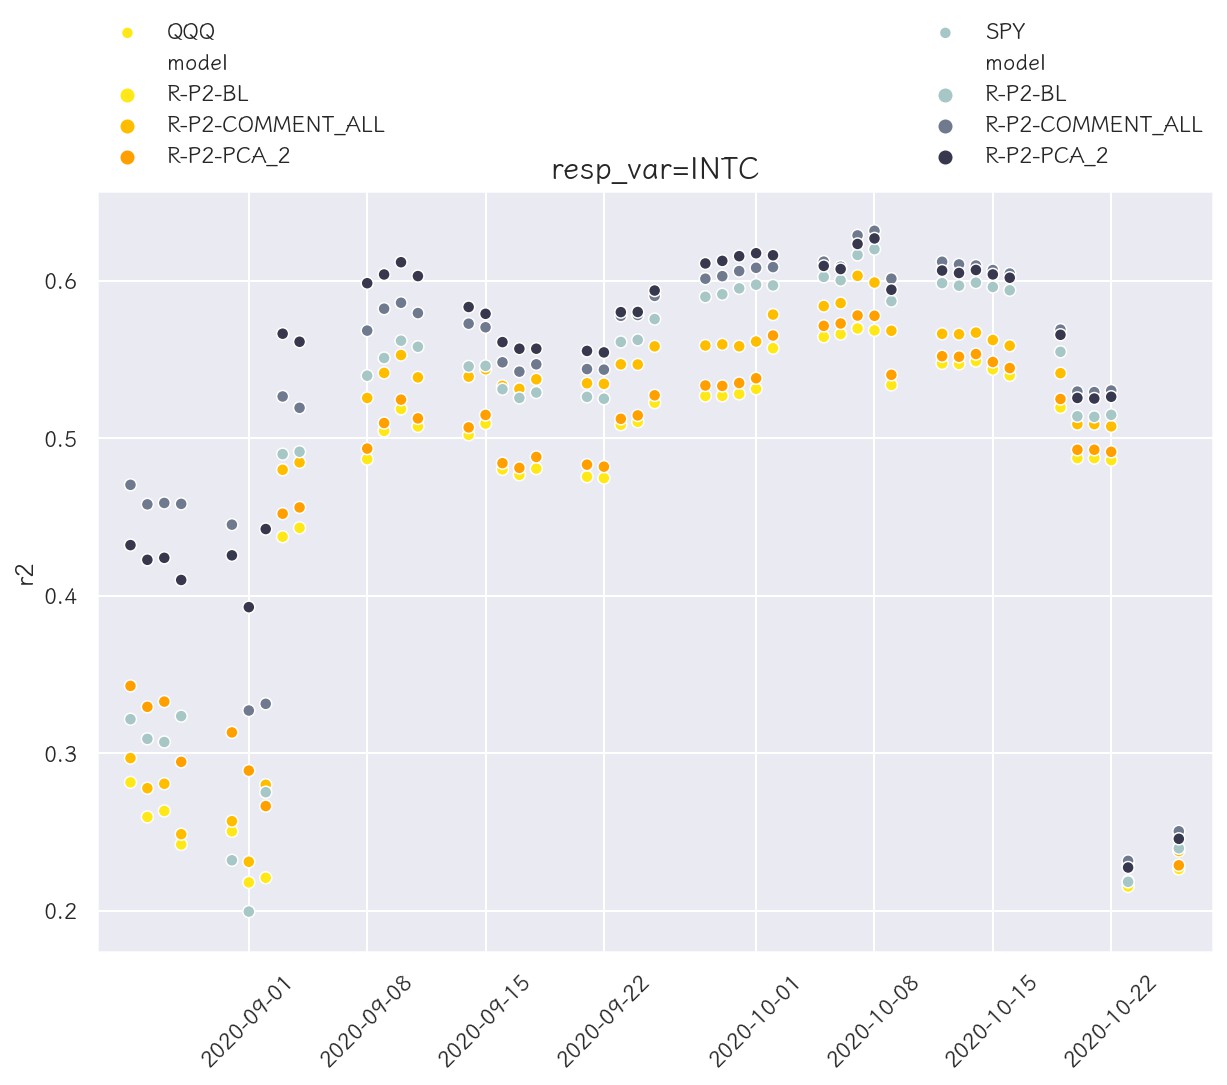 QQQ
model
R-P2-BL
R-P2-COMMENT_ALL
R-P2-PCA_2
SPY
model
R-P2-BL
R-P2-COMMENT_ALL
R-P2-PCA_2
resp_var=INTC
r2
0.6
0.5
0.4
0.3
0.2
2020-09-01
2020-09-08
2020-09-15
2020-09-22
2020-10-01
2020-10-08
2020-10-15
2020-10-22